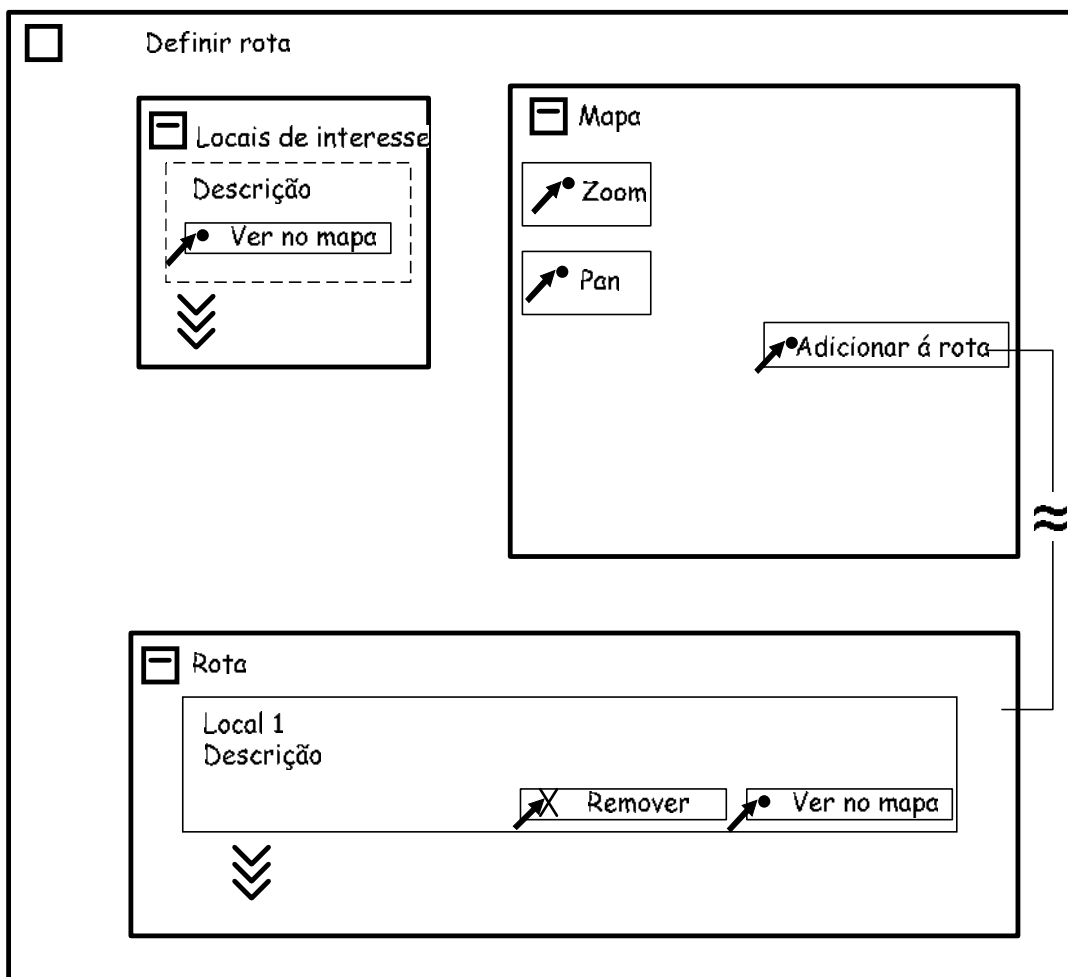 Definir rota
Locais de interesse
Descrição
Ver no mapa
Mapa
Zoom
Pan
Adicionar á rota
Rota
Local 1
Descrição
Remover
Ver no mapa